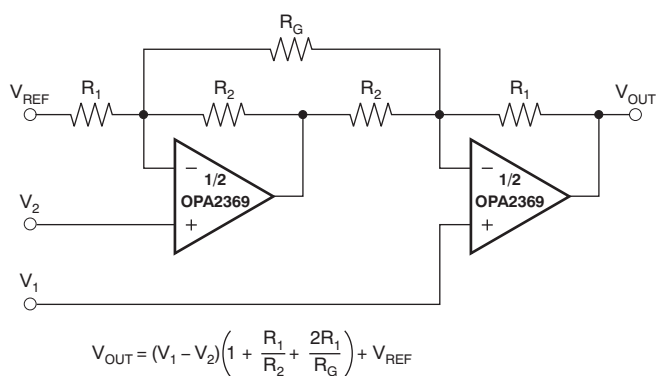 R_G
V_REF R_1 R_2 R_2 R_1 V_OUT
− 1/2 OPA2369 +
− 1/2 OPA2369 +
V_2
V_1
V_OUT = (V_1 − V_2)(1 + R_1/R_2 + 2R_1/R_G) + V_REF